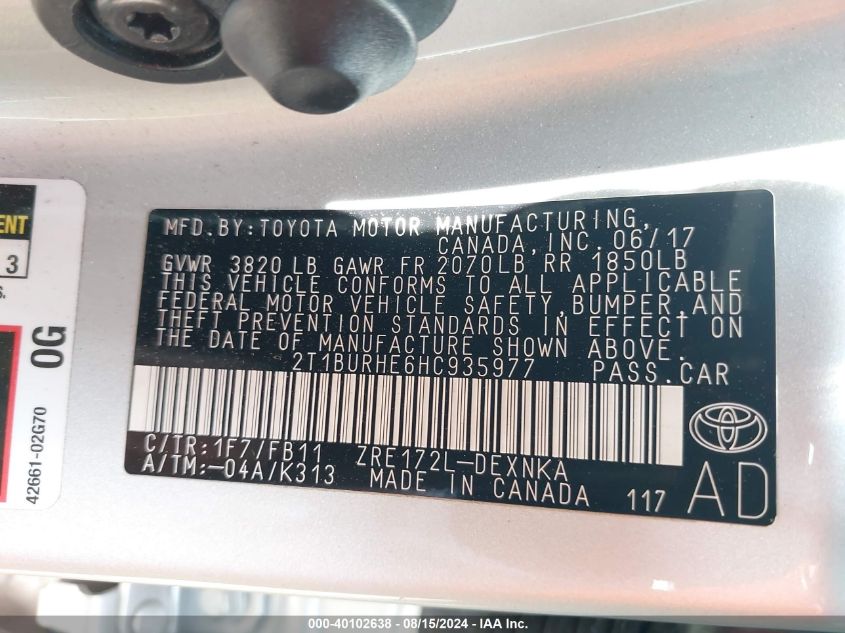 MFD.BY:TOYOTA MOTOR MANUFACTURING,
CANADA, INC. 06/17
GVWR 3820 LB GAWR FR 2070LB RR 1850LB
THIS VEHICLE CONFORMS TO ALL APPLICABLE
FEDERAL MOTOR VEHICLE SAFETY,BUMPER,AND
THEFT PREVENTION STANDARDS IN EFFECT ON
THE DATE OF MANUFACTURE SHOWN ABOVE.
2T1BURHE6HC935977 PASS.CAR
C/TR:1F7/FB11 ZRE172L-DEXNKA
A/TM:-04A/K313 MADE IN CANADA 117
AD
3
0G
42661-02G70
000-40102638 - 08/15/2024 - IAA Inc.